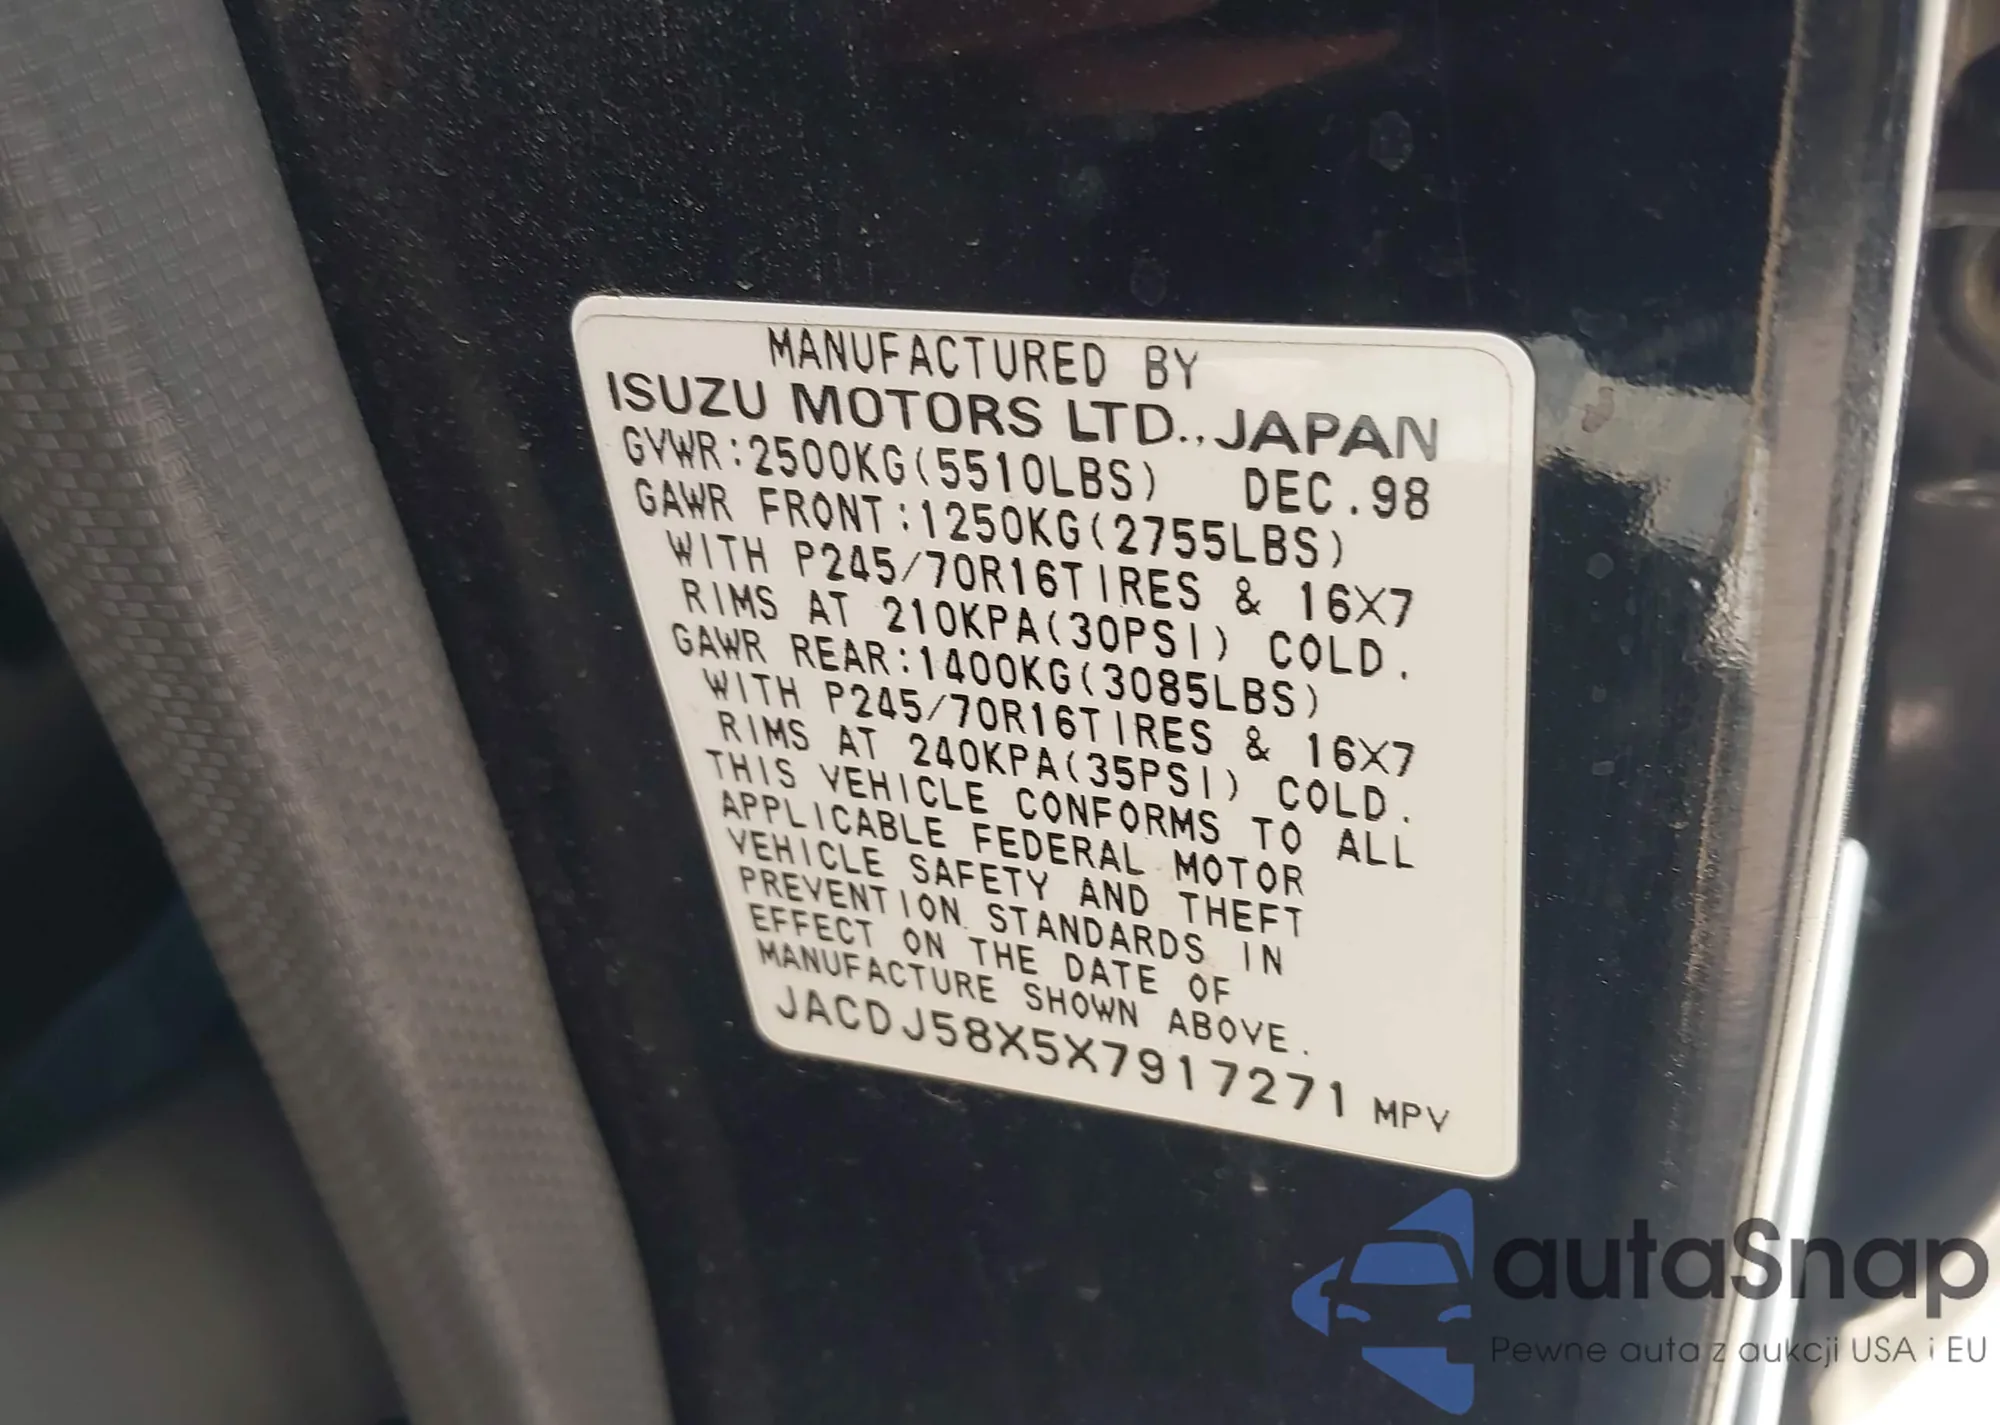 MANUFACTURED BY
ISUZU MOTORS LTD., JAPAN
GVWR:2500KG(5510LBS) DEC.98
GAWR FRONT:1250KG(2755LBS)
WITH P245/70R16TIRES & 16X7
RIMS AT 210KPA(30PSI) COLD.
GAWR REAR:1400KG(3085LBS)
WITH P245/70R16TIRES & 16X7
RIMS AT 240KPA(35PSI) COLD.
THIS VEHICLE CONFORMS TO ALL
APPLICABLE FEDERAL MOTOR
VEHICLE SAFETY AND THEFT
PREVENTION STANDARDS IN
EFFECT ON THE DATE OF
MANUFACTURE SHOWN ABOVE.
JACDJ58X5X7917271 MPV
autaSnap
Pewne auta z aukcji USA i EU